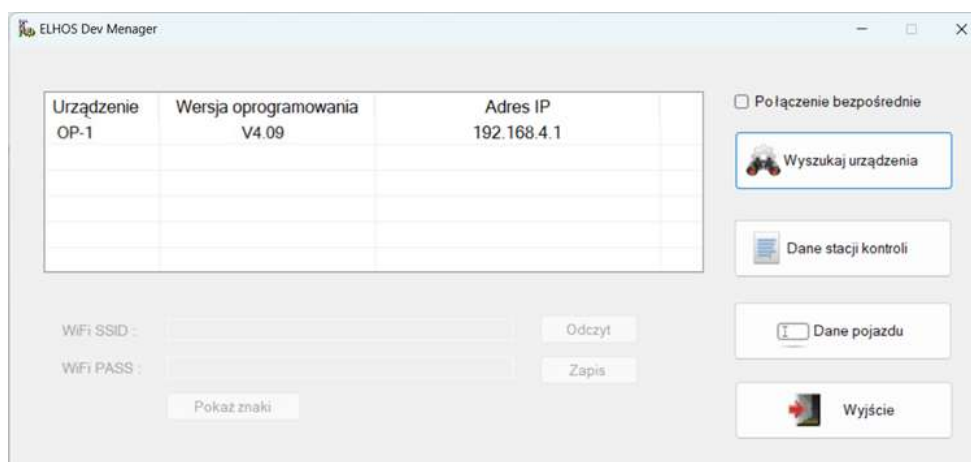 ELHOS Dev Menager
Urządzenie Wersja oprogramowania Adres IP
OP-1 V4.09 192.168.4.1
Połączenie bezpośrednie
Wyszukaj urządzenia
Dane stacji kontroli
Dane pojazdu
Wyjście
WiFi SSID :
Odczyt
WiFi PASS :
Zapis
Pokaż znaki